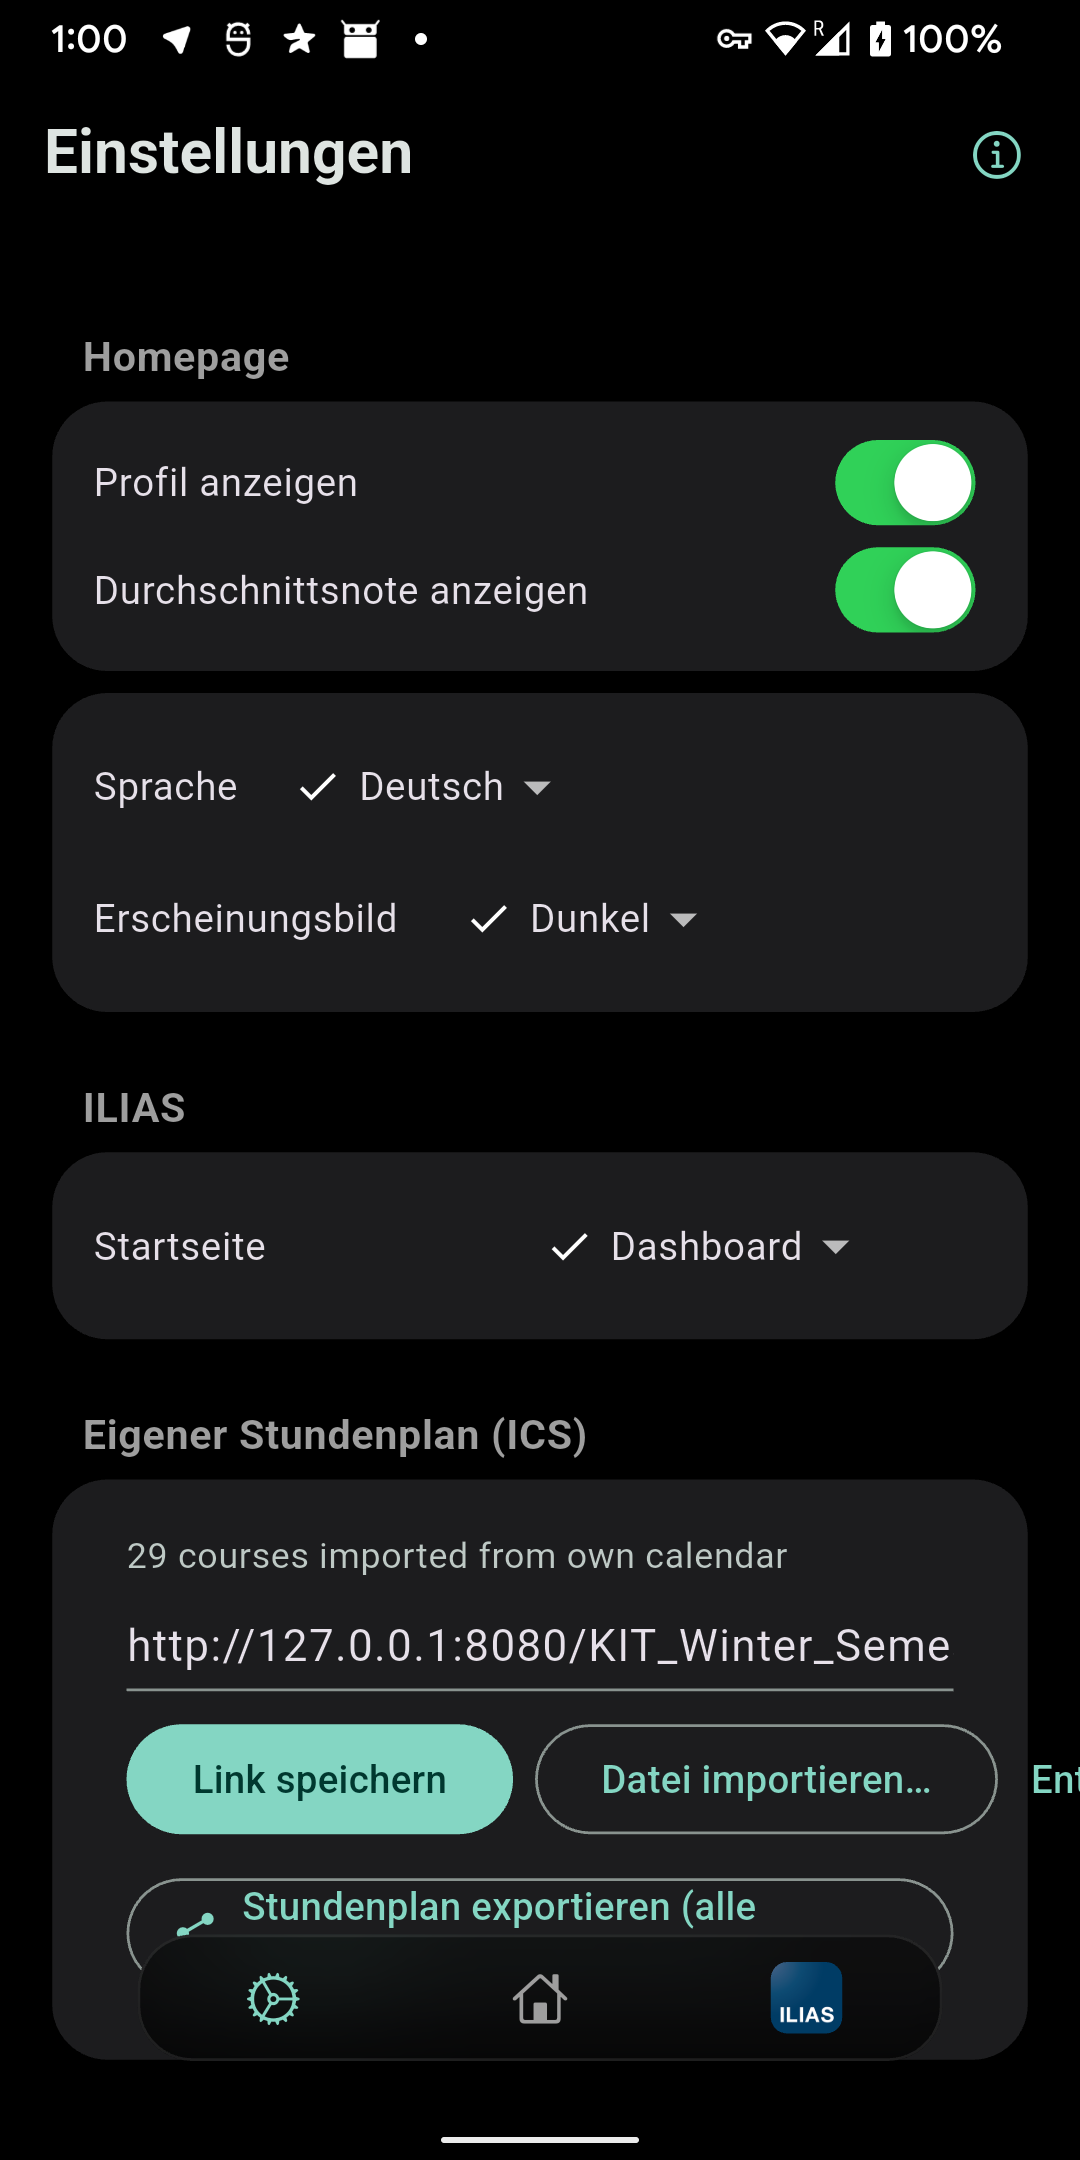 1:00
R
100%
Einstellungen
Homepage
Profil anzeigen
Durchschnittsnote anzeigen
Sprache
Deutsch
Erscheinungsbild
Dunkel
ILIAS
Startseite
Dashboard
Eigener Stundenplan (ICS)
29 courses imported from own calendar
http://127.0.0.1:8080/KIT_Winter_Seme
Link speichern
Datei importieren…
Ent
Stundenplan exportieren (alle
ILIAS